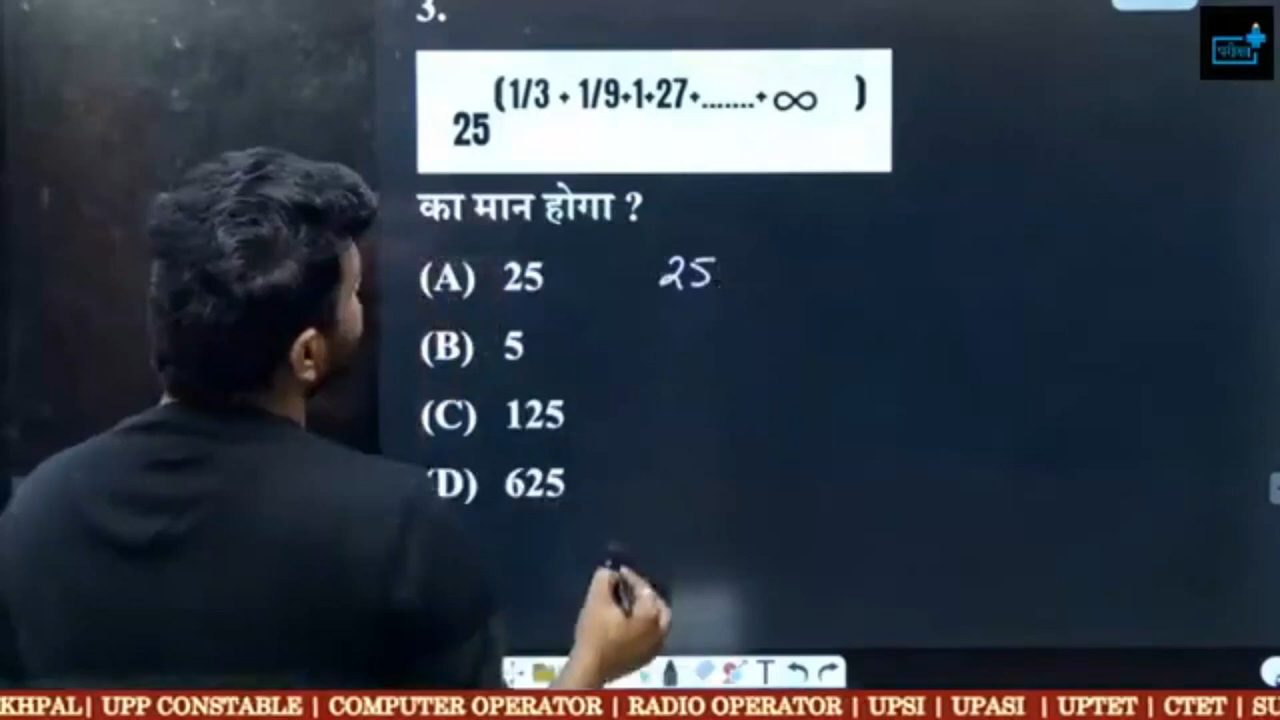 3.
परीक्षा
25^(1/3 + 1/9+1+27+.......+ ∞ )
का मान होगा ?
(A) 25
25
(B) 5
(C) 125
(D) 625
T
KHPAL| UPP CONSTABLE | COMPUTER OPERATOR | RADIO OPERATOR | UPSI | UPASI | UPTET | CTET | SU